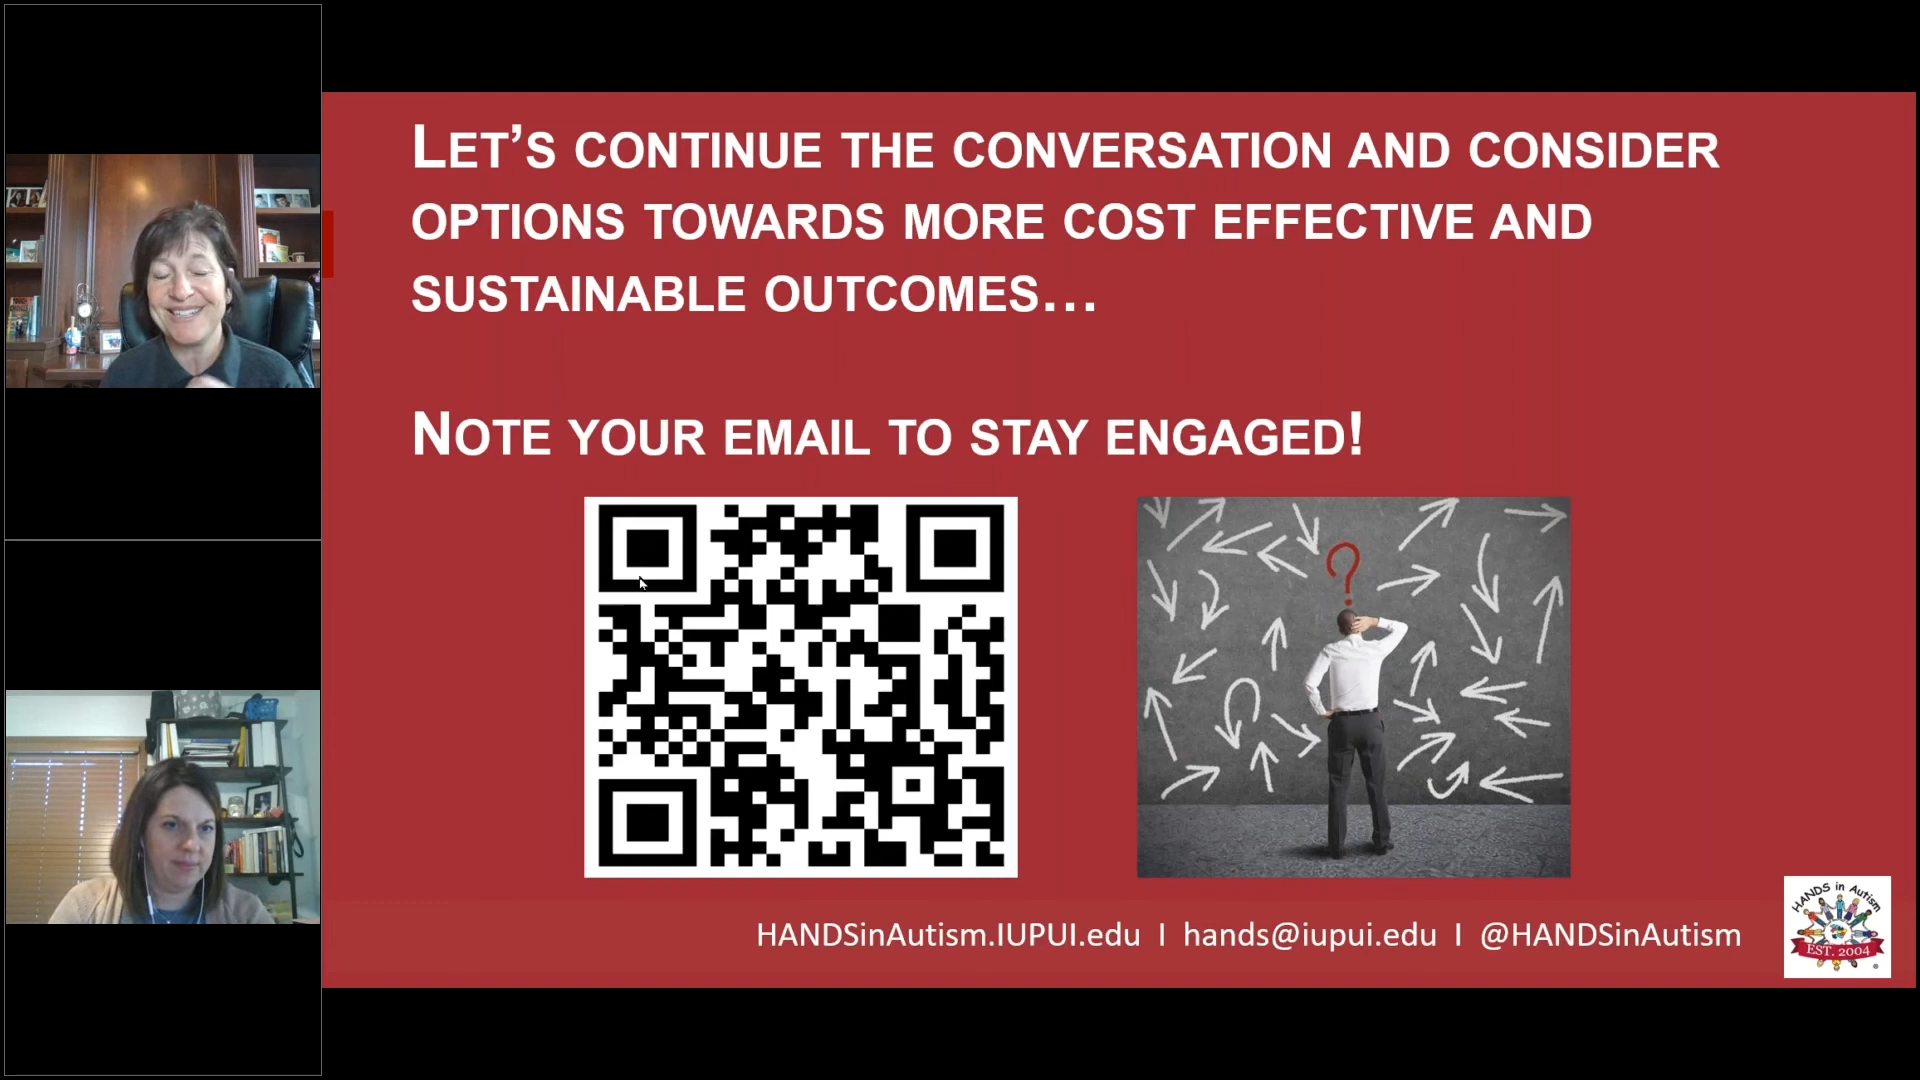 LET'S CONTINUE THE CONVERSATION AND CONSIDER
OPTIONS TOWARDS MORE COST EFFECTIVE AND
SUSTAINABLE OUTCOMES…
NOTE YOUR EMAIL TO STAY ENGAGED!
?
HANDSinAutism.IUPUI.edu I hands@iupui.edu I @HANDSinAutism
HANDS in Autism
EST. 2004
®